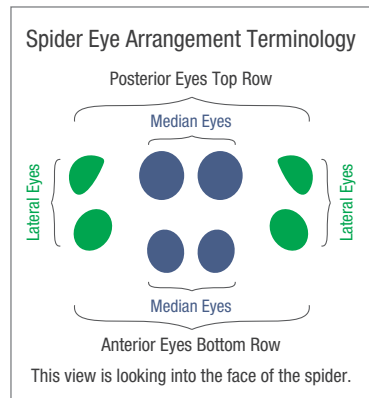 Spider Eye Arrangement Terminology
Posterior Eyes Top Row
Median Eyes
Lateral Eyes
Lateral Eyes
Median Eyes
Anterior Eyes Bottom Row
This view is looking into the face of the spider.